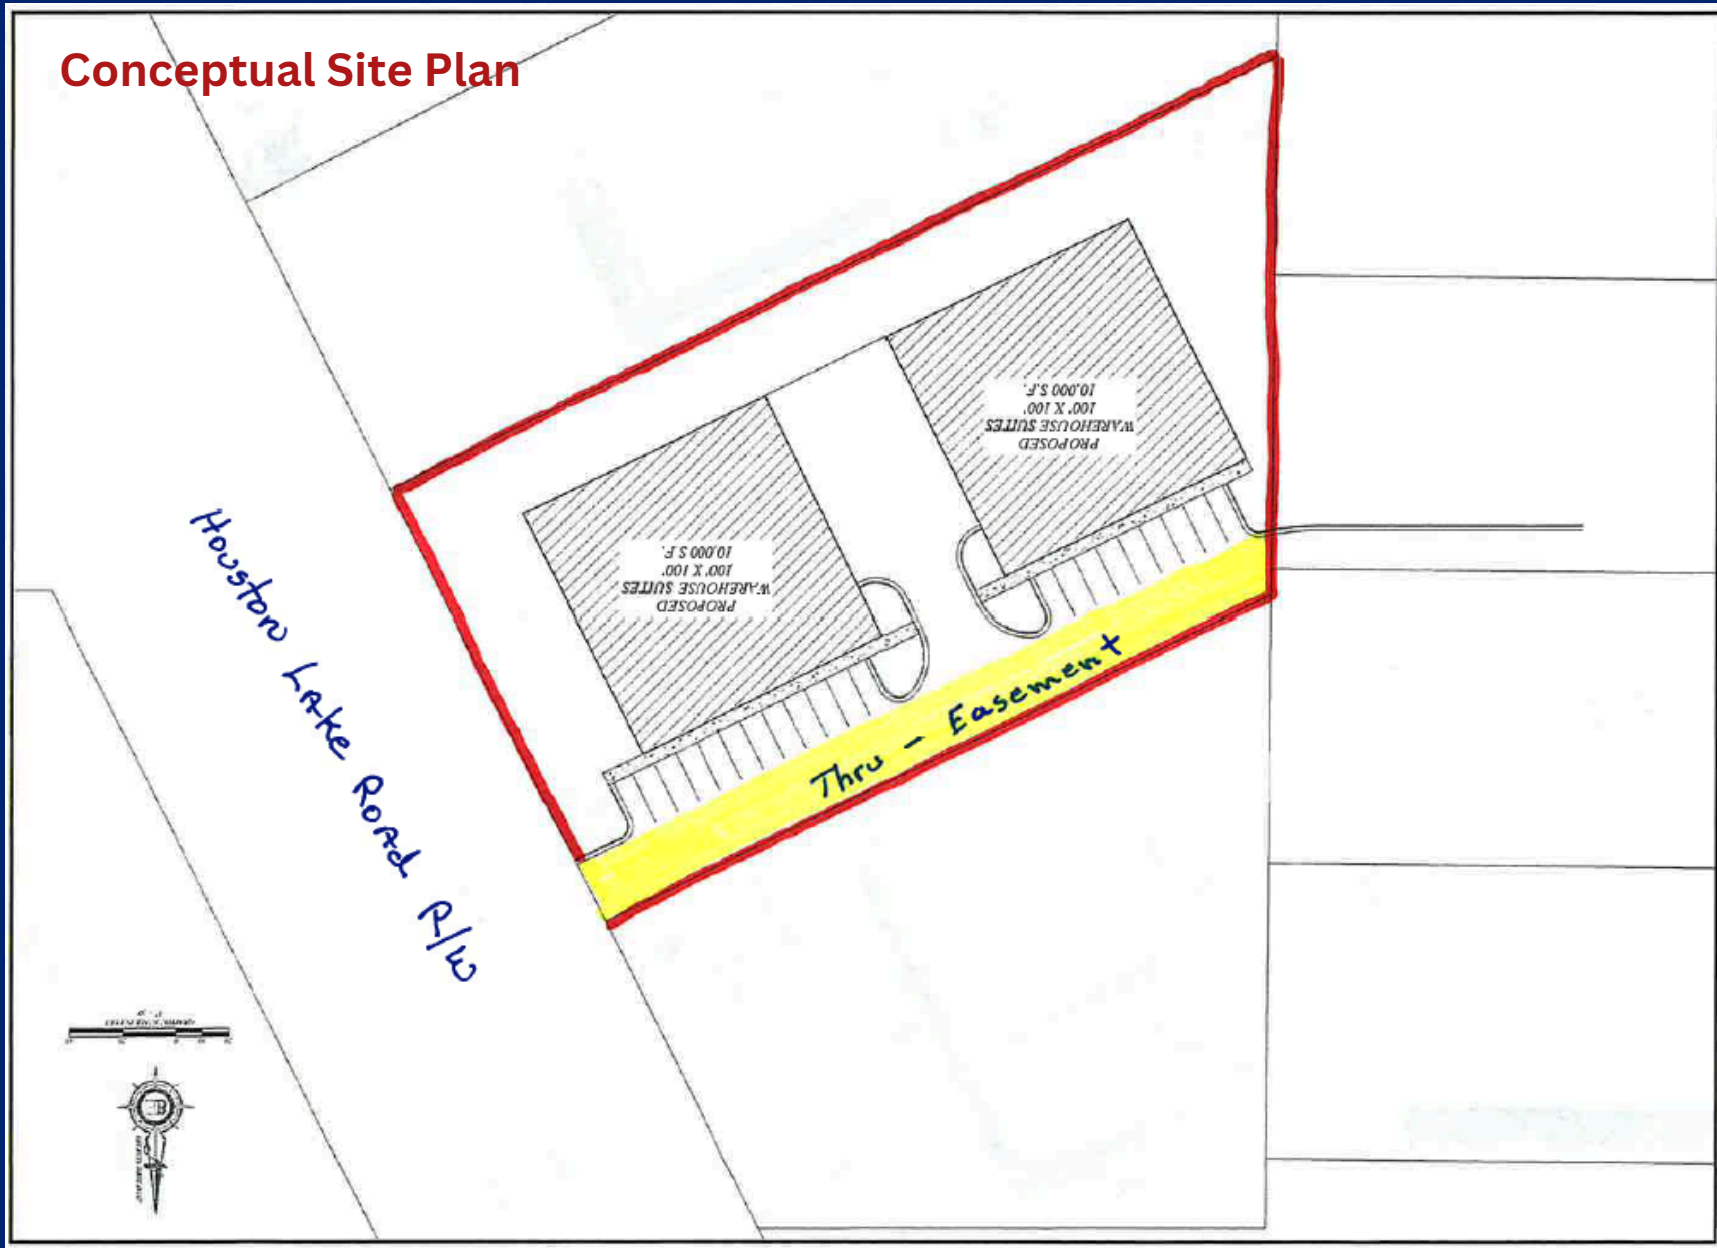 Conceptual Site Plan
PROPOSED
WAREHOUSE SUITES
100' X 100'
10,000 S.F.
PROPOSED
WAREHOUSE SUITES
100' X 100'
10,000 S.F.
Houston Lake Road R/W
Thru - Easement